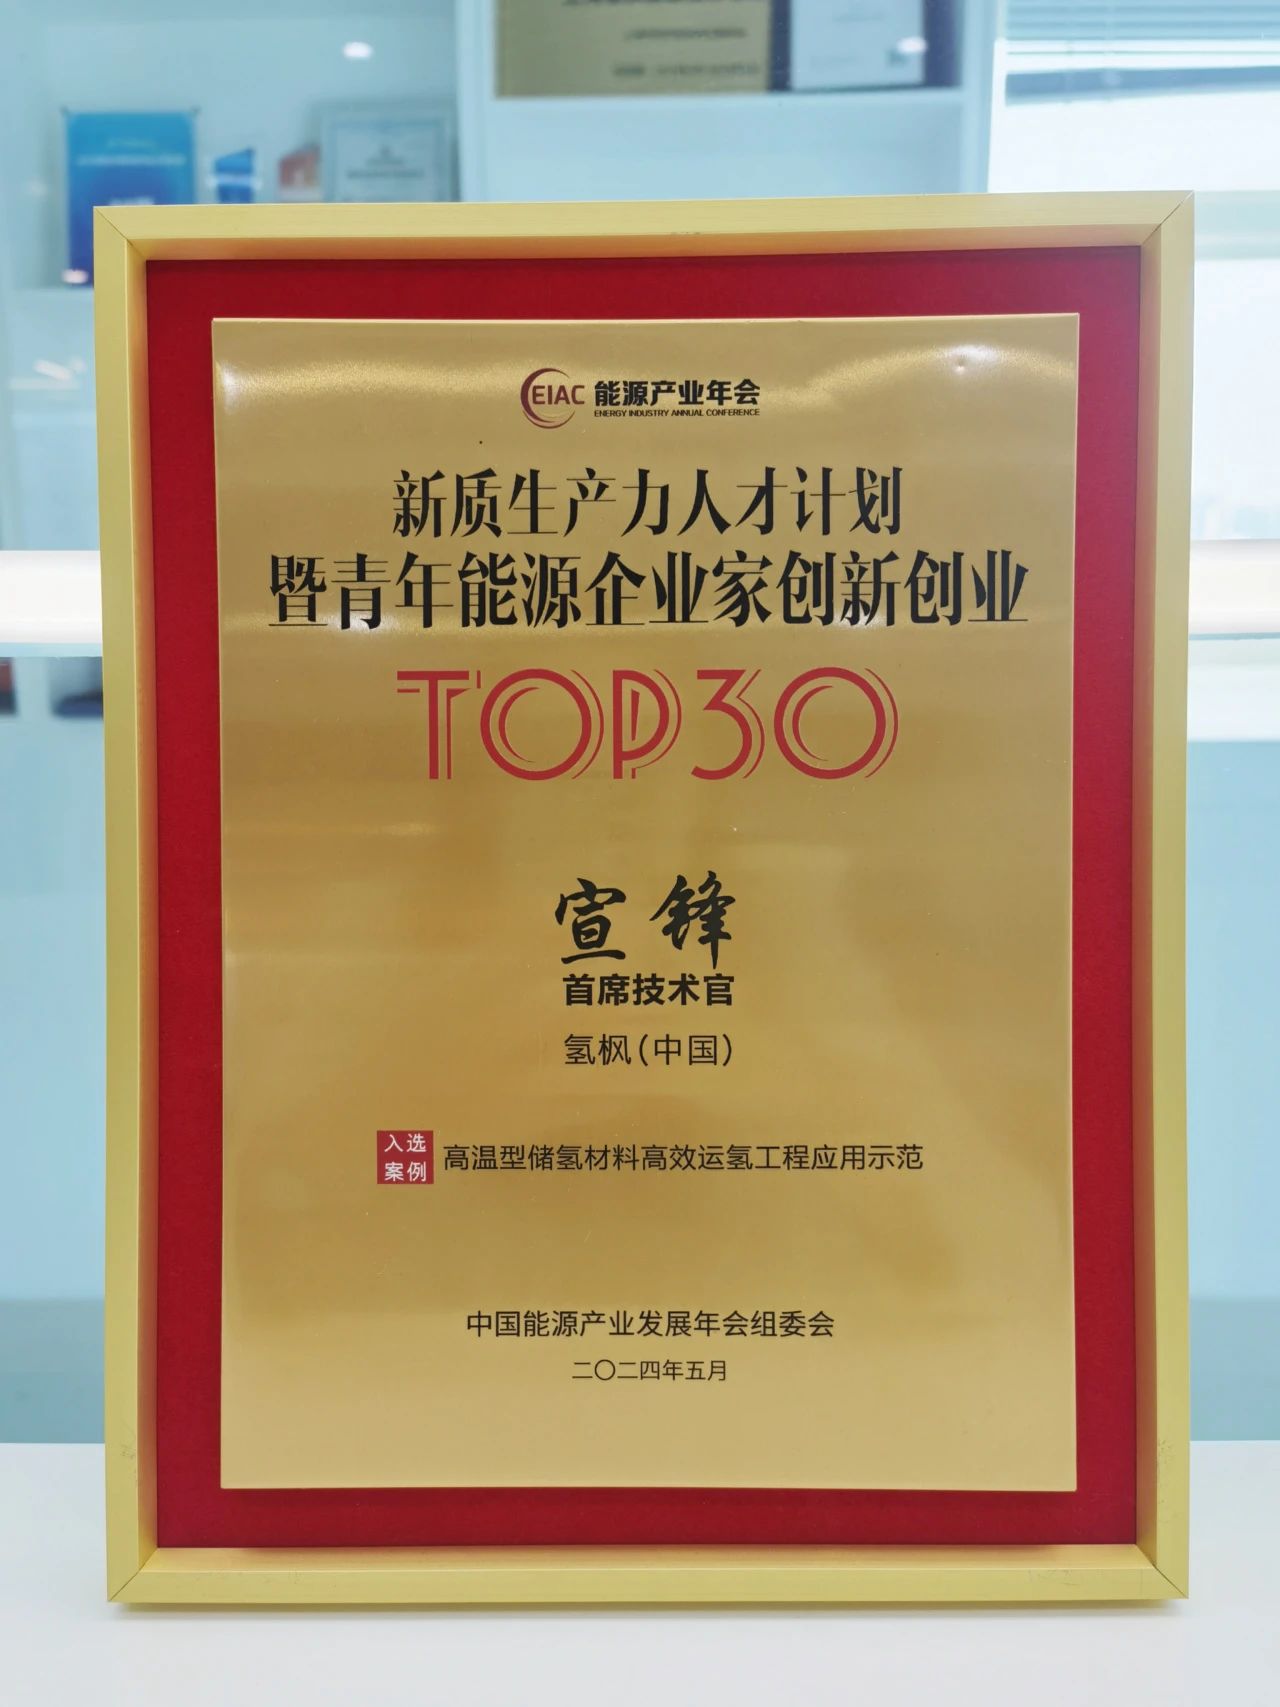 EIAC 能源产业年会
ENERGY INDUSTRY ANNUAL CONFERENCE
新质生产力人才计划
暨青年能源企业家创新创业
TOP30
宣锋
首席技术官
氢枫(中国)
入选
案例
高温型储氢材料高效运氢工程应用示范
中国能源产业发展年会组委会
二〇二四年五月